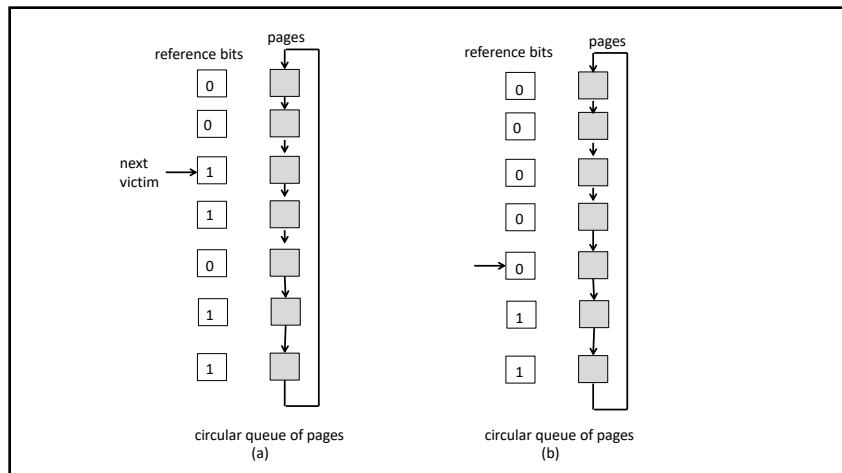 pages
reference bits
0
0
next
victim
1
1
0
1
1
circular queue of pages
(a)
pages
reference bits
0
0
0
0
0
1
1
circular queue of pages
(b)